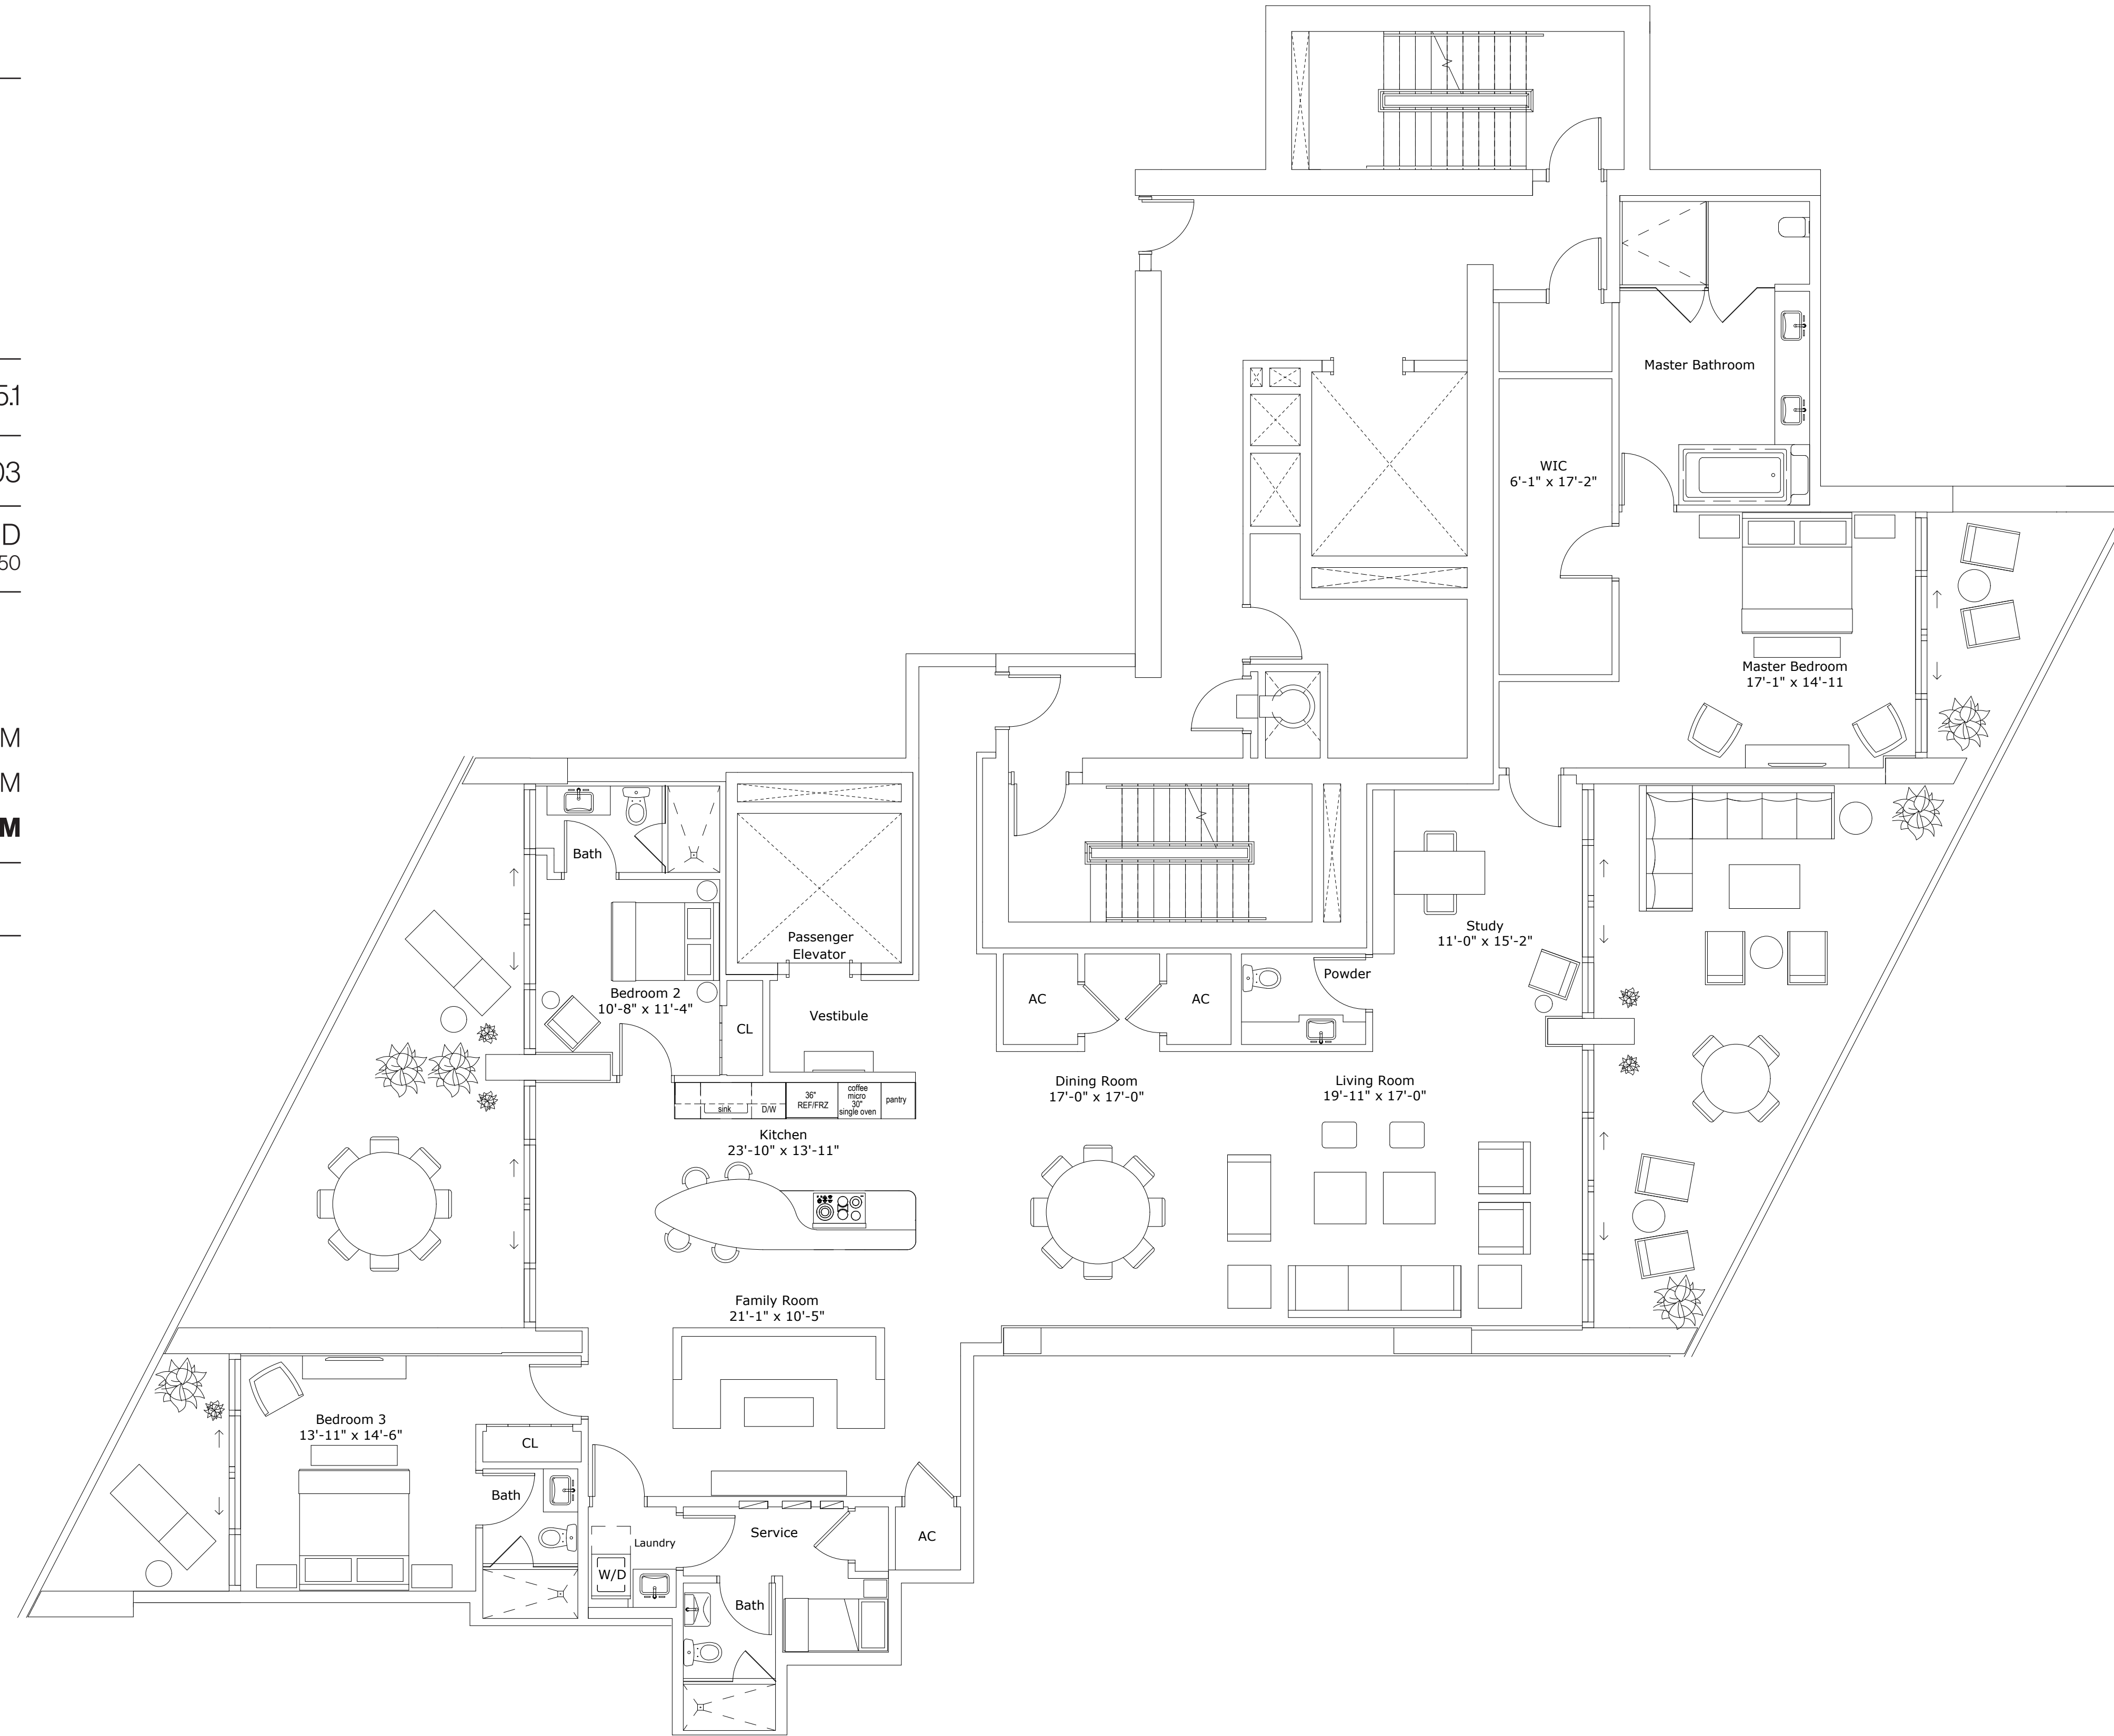 5.1
03
D
50
M
M
M
Master Bathroom
WIC
6'-1" x 17'-2"
Master Bedroom
17'-1" x 14'-11
Bath
Passenger
Elevator
Study
11'-0" x 15'-2"
Bedroom 2
10'-8" x 11'-4"
CL
Vestibule
AC
AC
Powder
Dining Room
17'-0" x 17'-0"
Living Room
19'-11" x 17'-0"
sink
D/W
36"
REF/FRZ
coffee
micro
30"
single oven
pantry
Kitchen
23'-10" x 13'-11"
Family Room
21'-1" x 10'-5"
Bedroom 3
13'-11" x 14'-6"
CL
Bath
Laundry
W/D
Service
AC
Bath